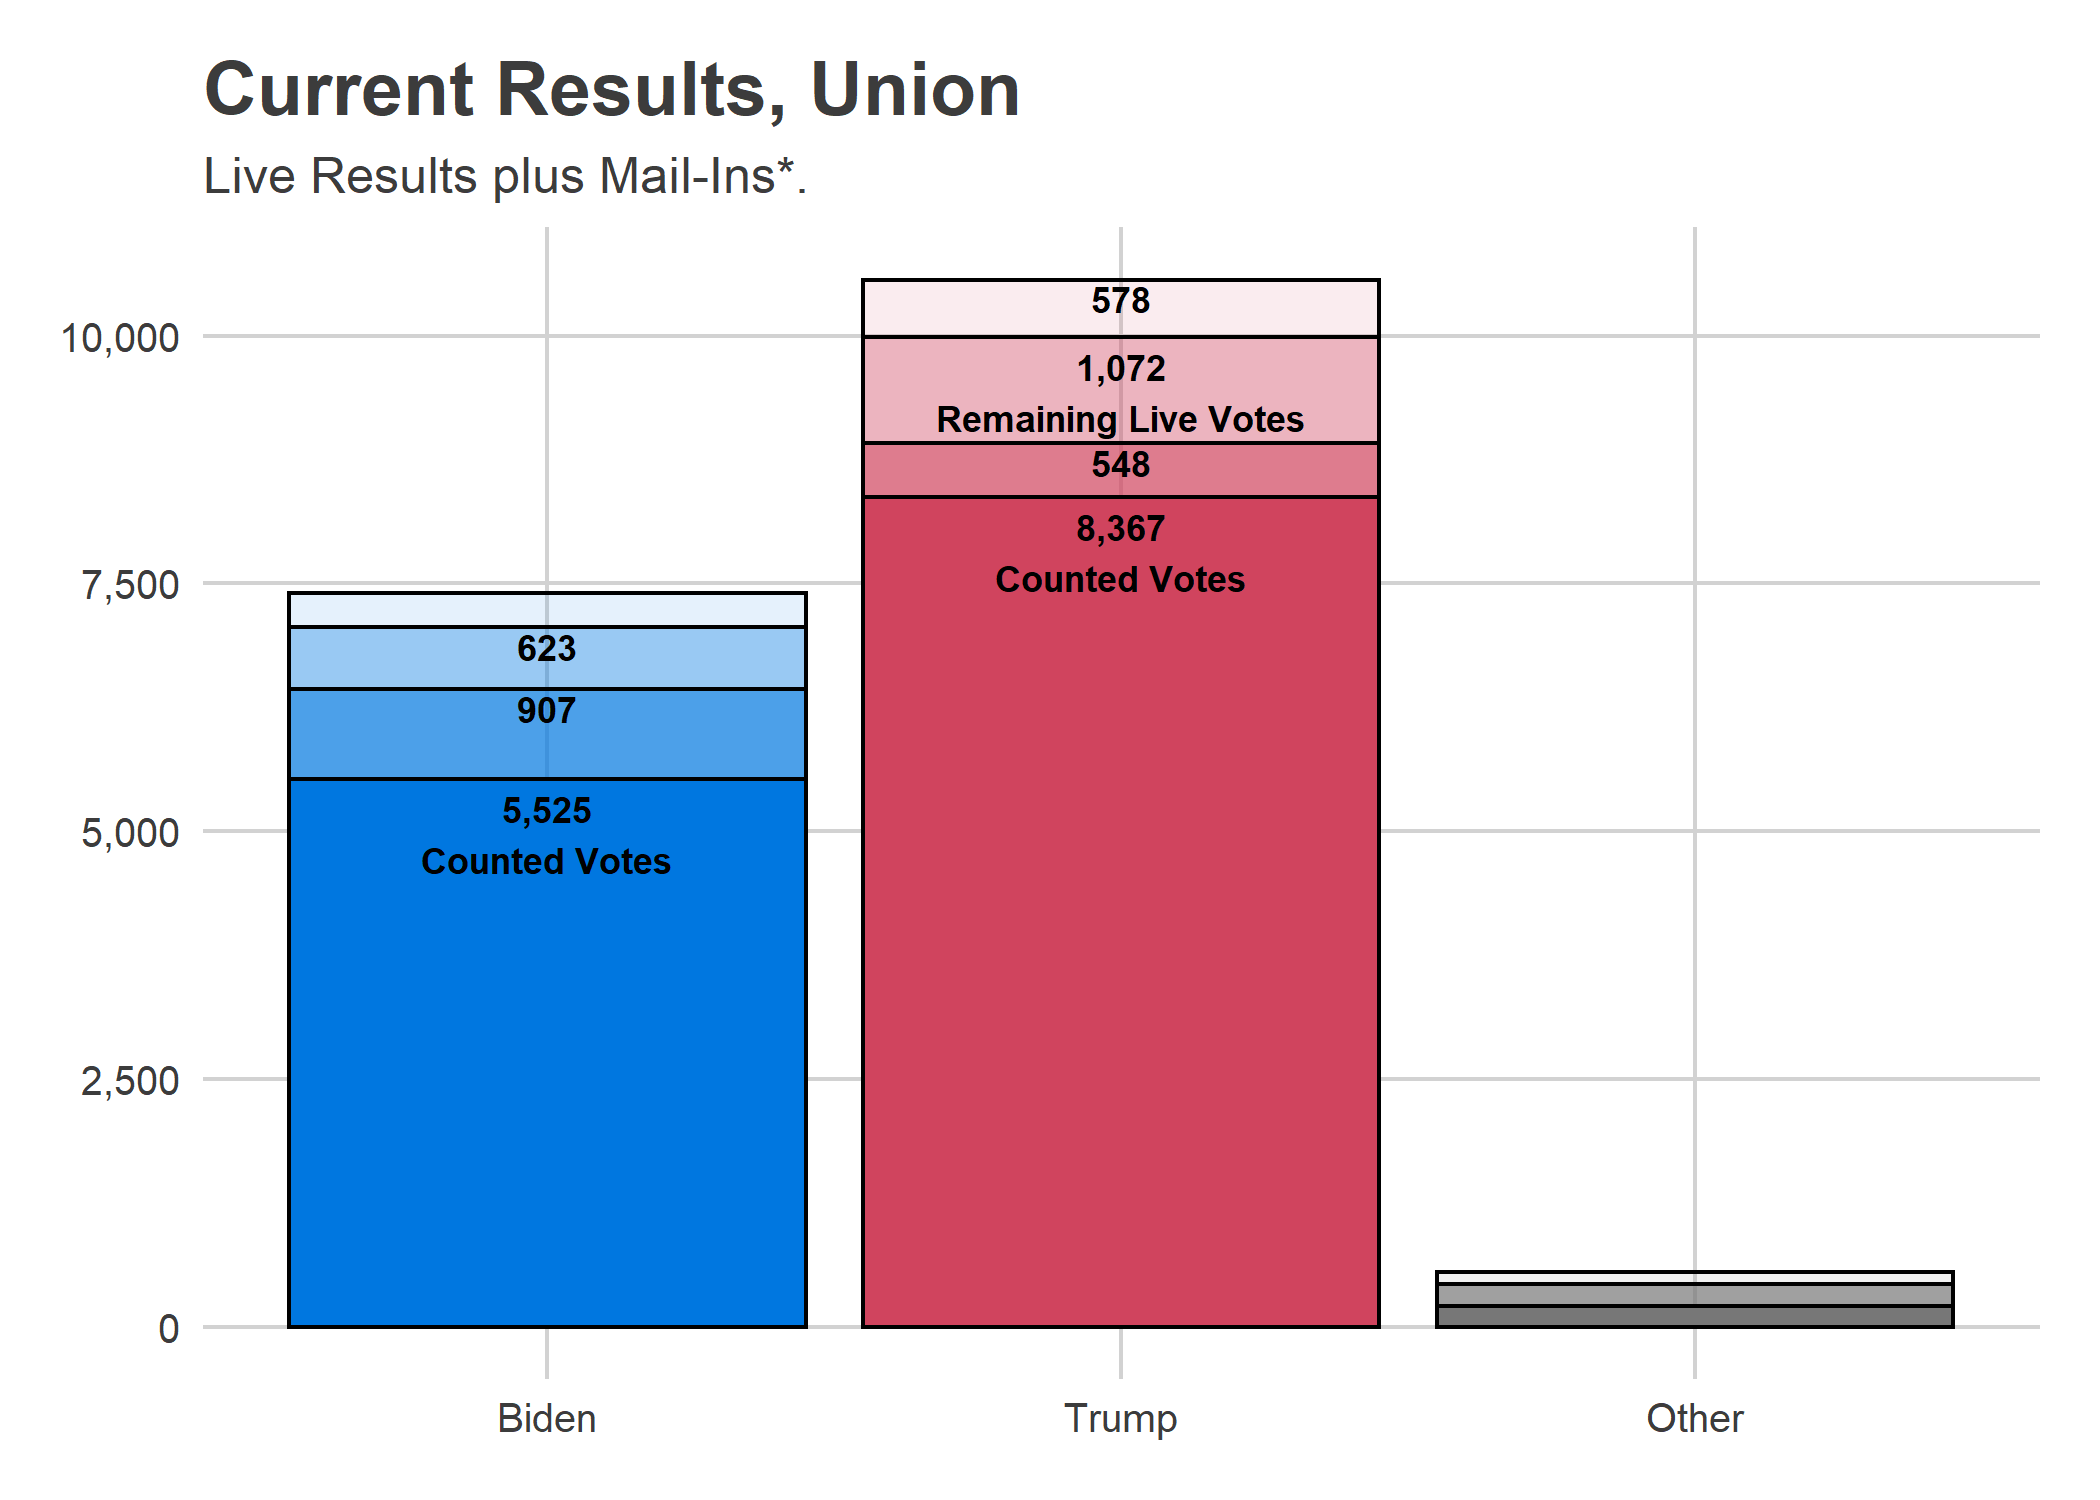 Current Results, Union
Live Results plus Mail-Ins*.
10,000
7,500
5,000
2,500
0
623
907
5,525
Counted Votes
578
1,072
Remaining Live Votes
548
8,367
Counted Votes
Biden
Trump
Other